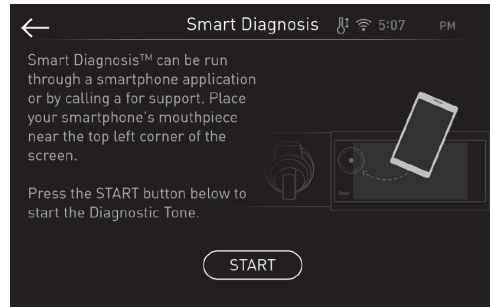 Smart Diagnosis 5:07 PM
Smart Diagnosis™ can be run
through a smartphone application
or by calling a for support. Place
your smartphone's mouthpiece
near the top left corner of the
screen.
Press the START button below to
start the Diagnostic Tone.
Power
START